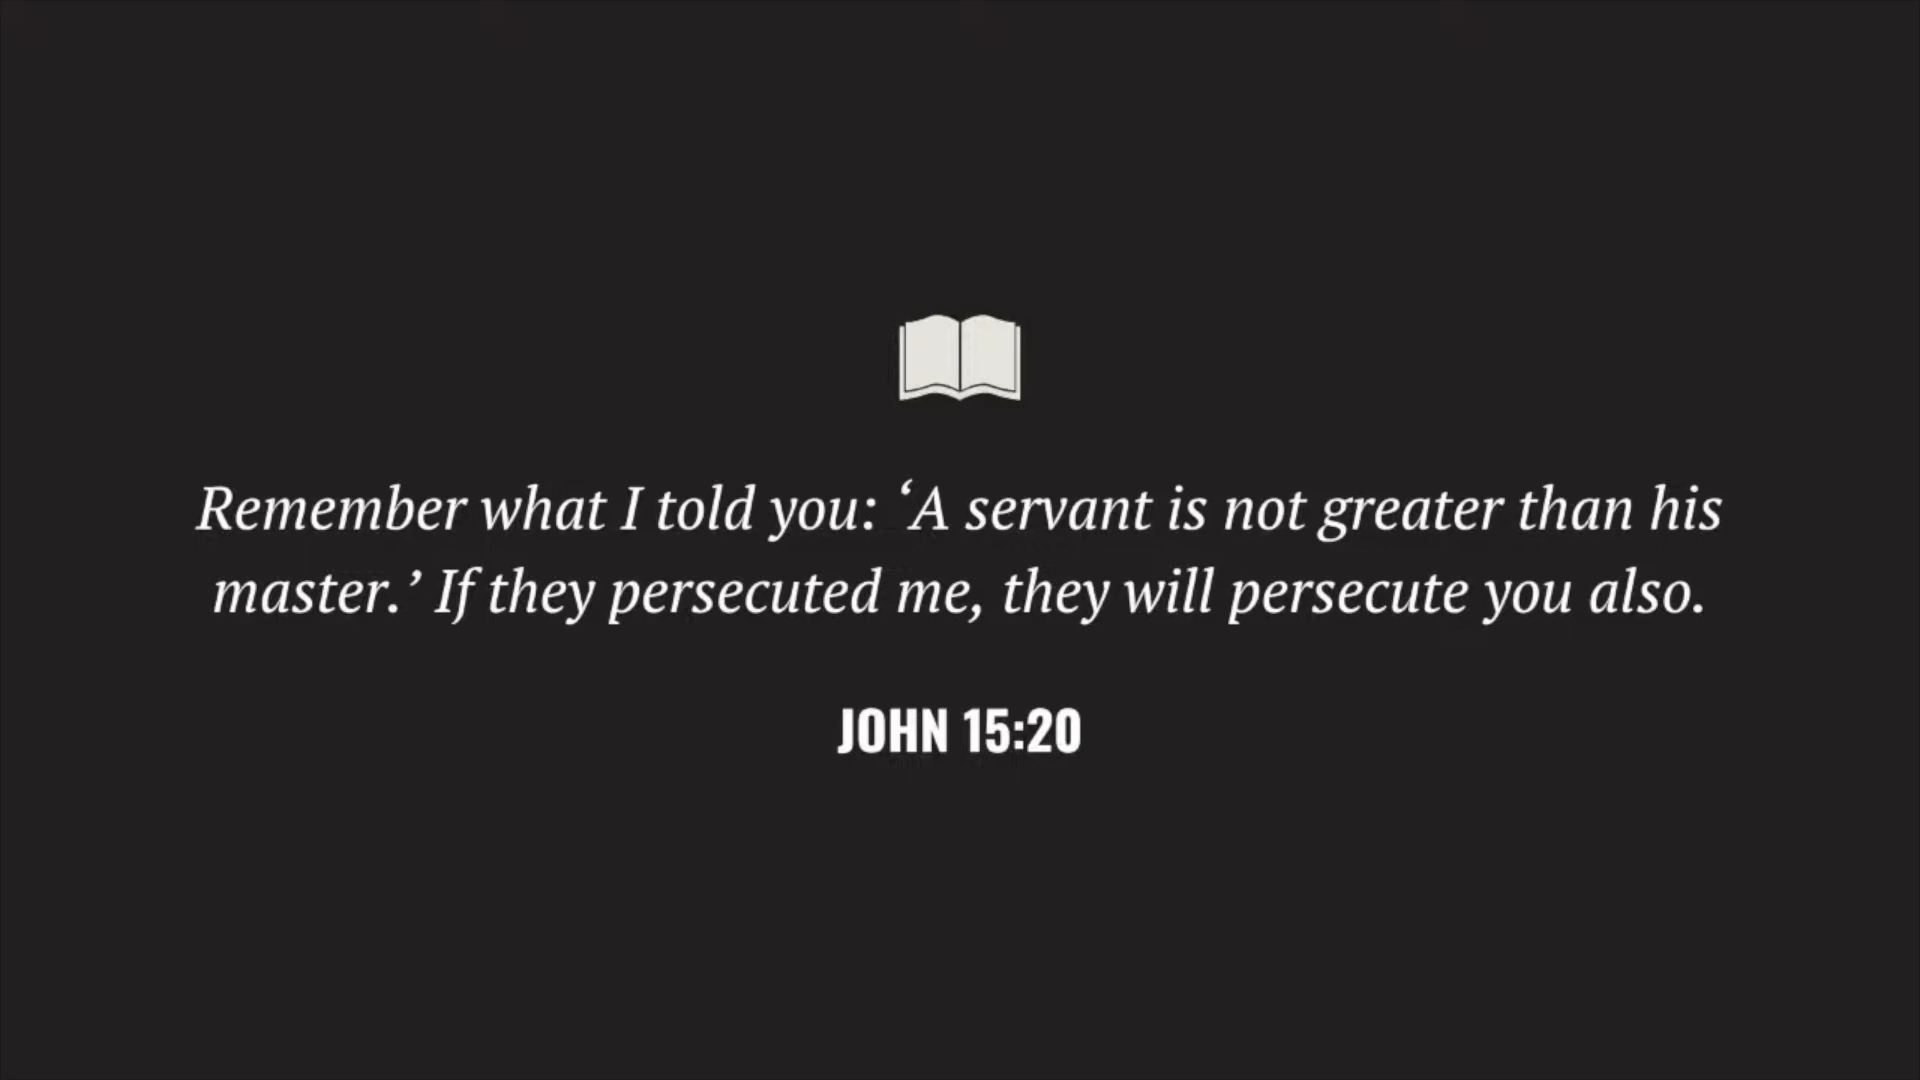 Remember what I told you: ‘A servant is not greater than his
master.’ If they persecuted me, they will persecute you also.
JOHN 15:20